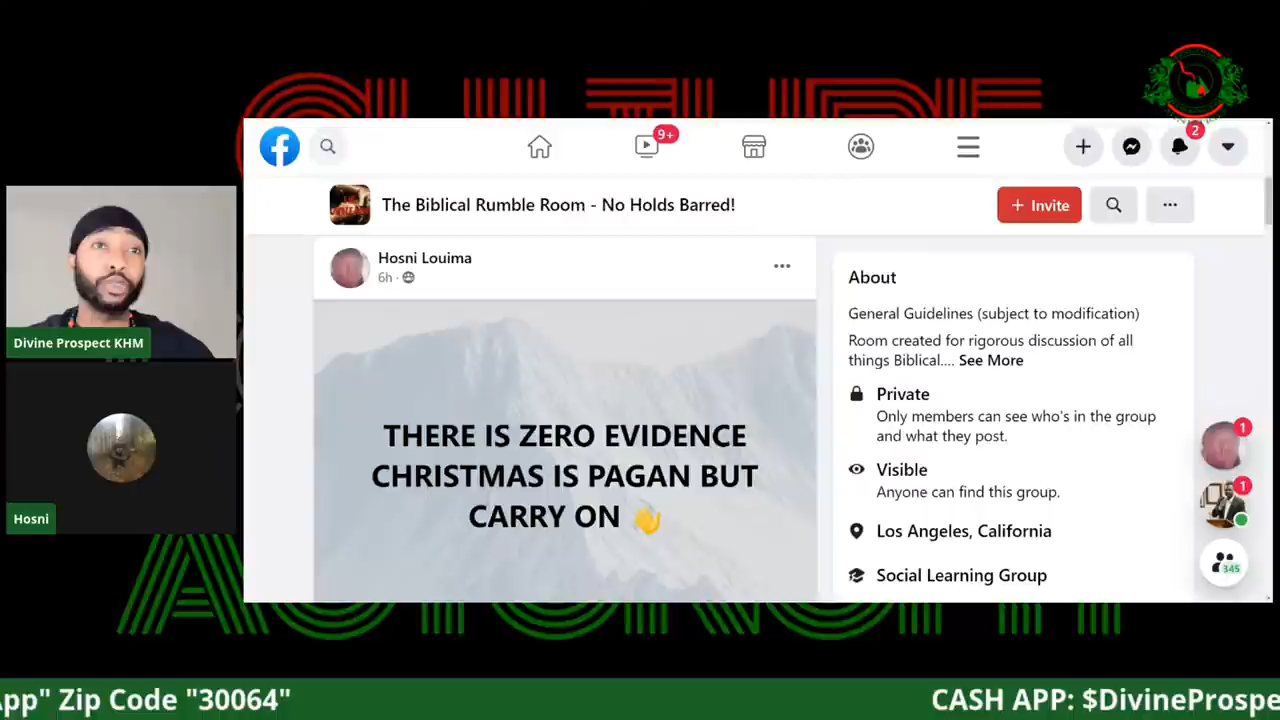 9+
2
The Biblical Rumble Room - No Holds Barred!
+ Invite
Hosni Louima
6h
THERE IS ZERO EVIDENCE
CHRISTMAS IS PAGAN BUT
CARRY ON 👋
About
General Guidelines (subject to modification)
Room created for rigorous discussion of all
things Biblical.... See More
Private
Only members can see who's in the group
and what they post.
Visible
Anyone can find this group.
Los Angeles, California
Social Learning Group
1
1
345
Divine Prospect KHM
Hosni
App" Zip Code "30064"
CASH APP: $DivineProspe